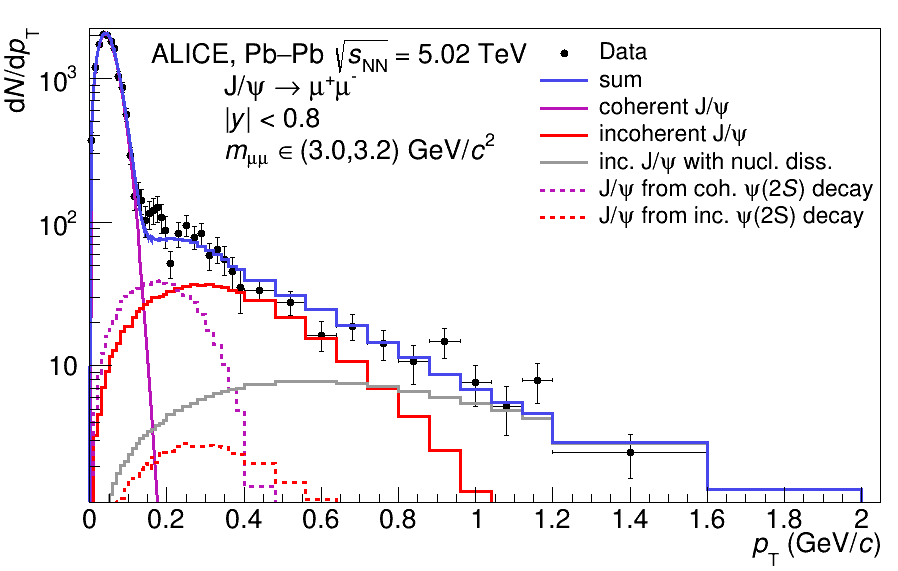 dN/dp_T
ALICE, Pb–Pb √s_NN = 5.02 TeV
J/ψ → μ⁺μ⁻
|y| < 0.8
m_μμ ∈ (3.0,3.2) GeV/c²
Data
sum
coherent J/ψ
incoherent J/ψ
inc. J/ψ with nucl. diss.
J/ψ from coh. ψ(2S) decay
J/ψ from inc. ψ(2S) decay
10³
10²
10
0 0.2 0.4 0.6 0.8 1 1.2 1.4 1.6 1.8 2
p_T (GeV/c)